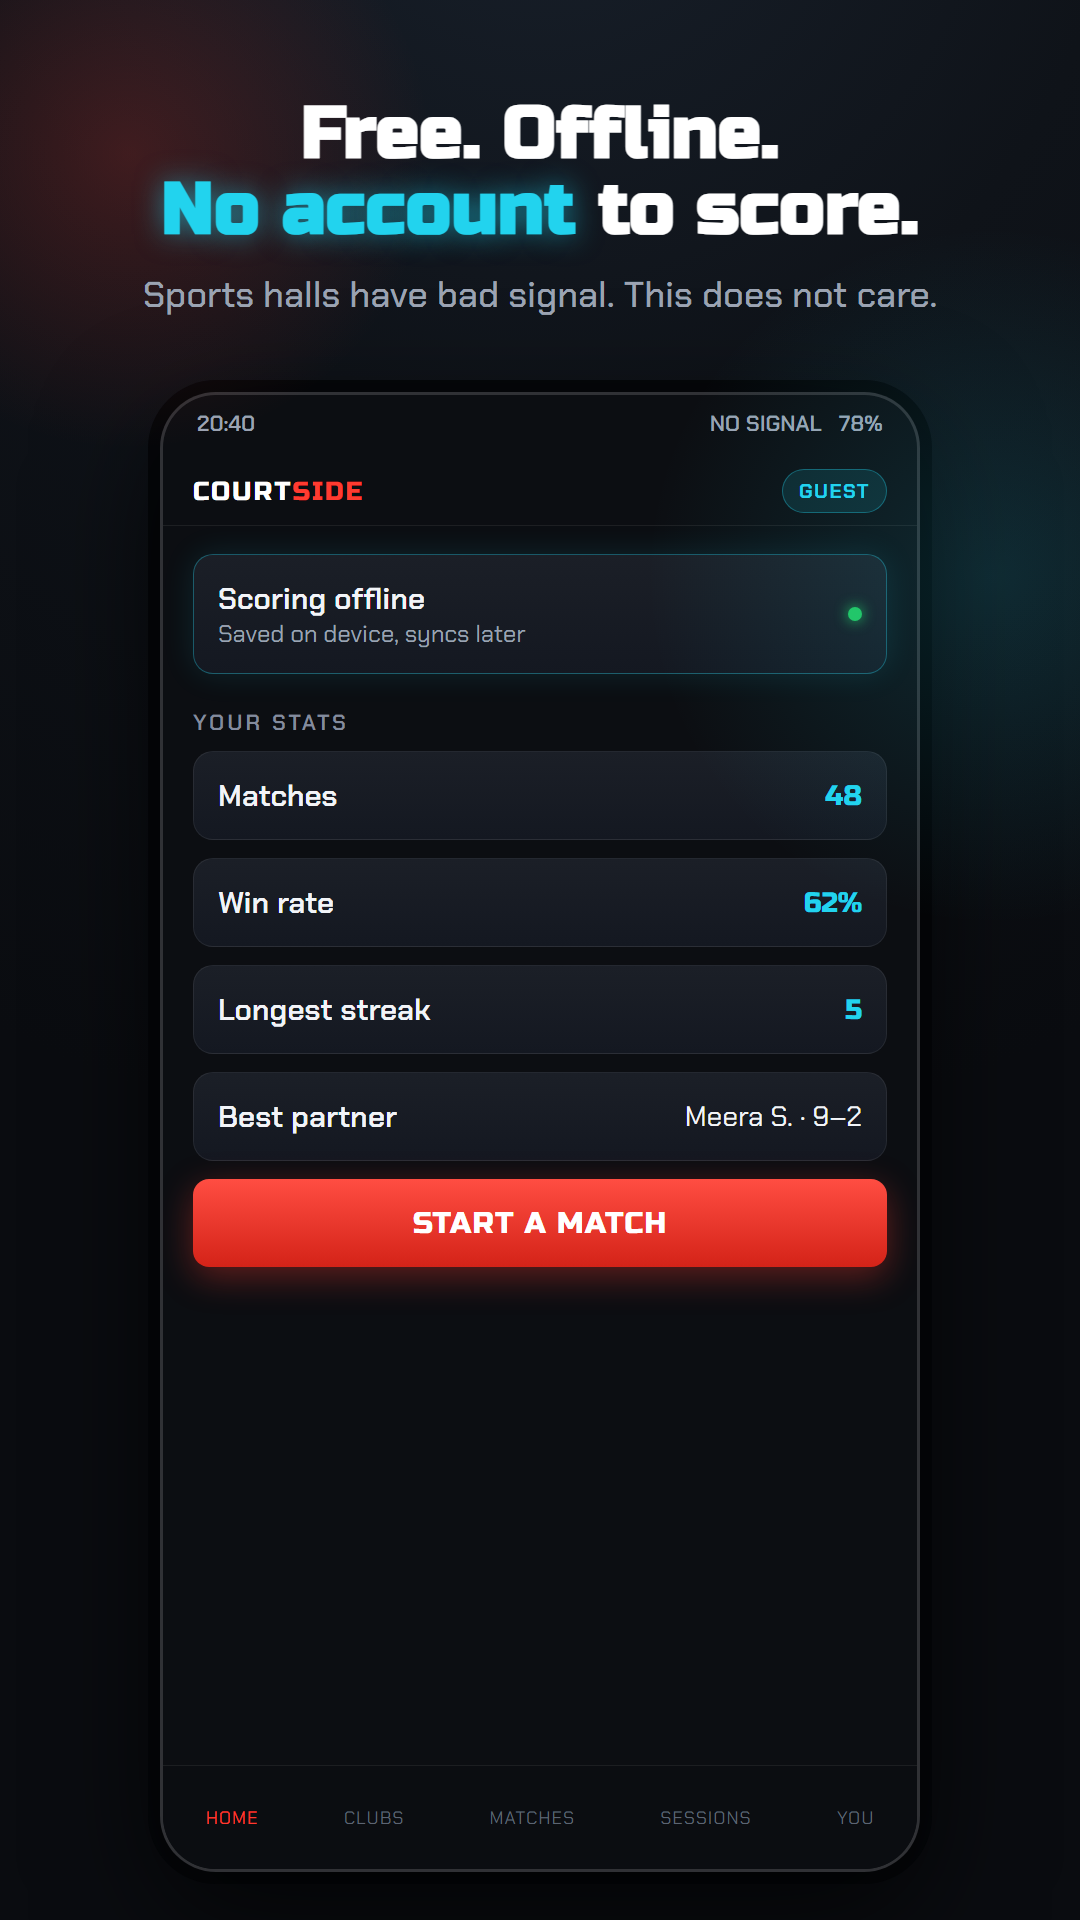 Free. Offline.
No account to score.
Sports halls have bad signal. This does not care.
20:40 NO SIGNAL 78%
COURTSIDE GUEST
Scoring offline
Saved on device, syncs later
YOUR STATS
Matches 48
Win rate 62%
Longest streak 5
Best partner Meera S. · 9–2
START A MATCH
HOME CLUBS MATCHES SESSIONS YOU